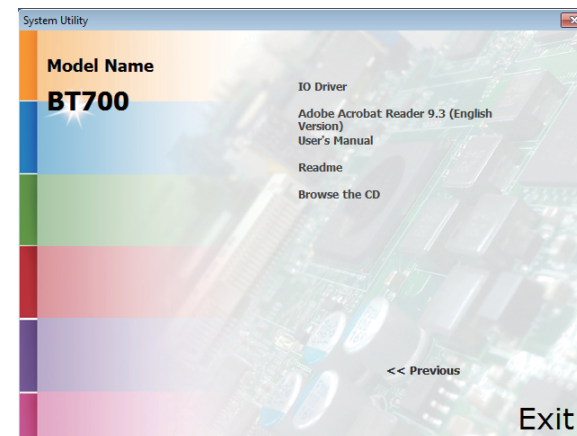 System Utility
Model Name
BT700
IO Driver
Adobe Acrobat Reader 9.3 (English
Version)
User's Manual
Readme
Browse the CD
<< Previous
Exit